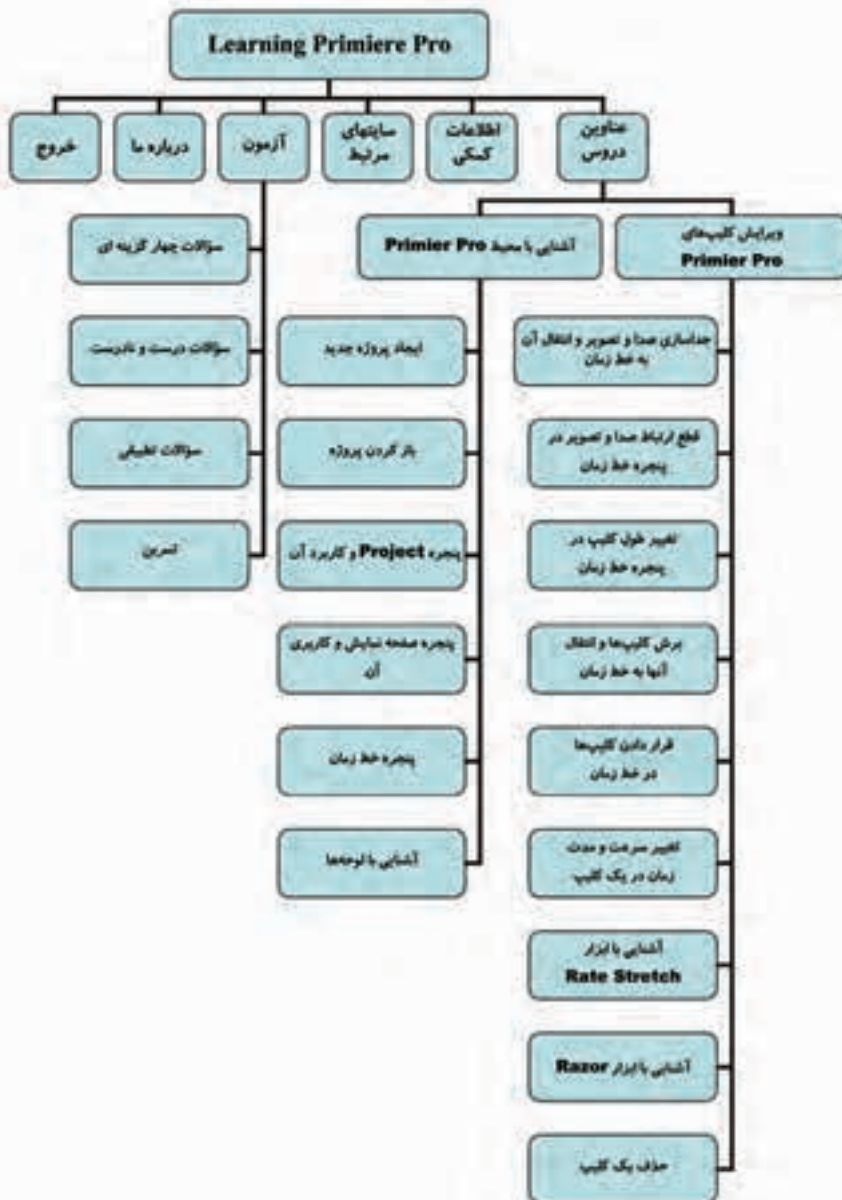 Learning Primiere Pro
عناوین
دروس
اطلاعات
کمکی
سایتهای
مرتبط
آزمون
درباره ما
خروج
ویرایش کلیپ‌های
Primier Pro
جداسازی صدا و تصویر و انتقال آن
به خط زمان
قطع ارتباط صدا و تصویر در
پنجره خط زمان
تغییر طول کلیپ در
پنجره خط زمان
برش کلیپ‌ها و انتقال
آنها به خط زمان
قرار دادن کلیپ‌ها
در خط زمان
تغییر سرعت و مدت
زمان در یک کلیپ
آشنایی با ابزار
Rate Stretch
آشنایی با ابزار Razor
حذف یک کلیپ
آشنایی با محیط Primier Pro
ایجاد پروژه جدید
باز کردن پروژه
پنجره Project و کاربرد آن
پنجره صفحه نمایش و کاربری
آن
پنجره خط زمان
آشنایی با لوحه‌ها
سؤالات چهار گزینه ای
سؤالات درست و نادرست
سؤالات تطبیقی
تمرین